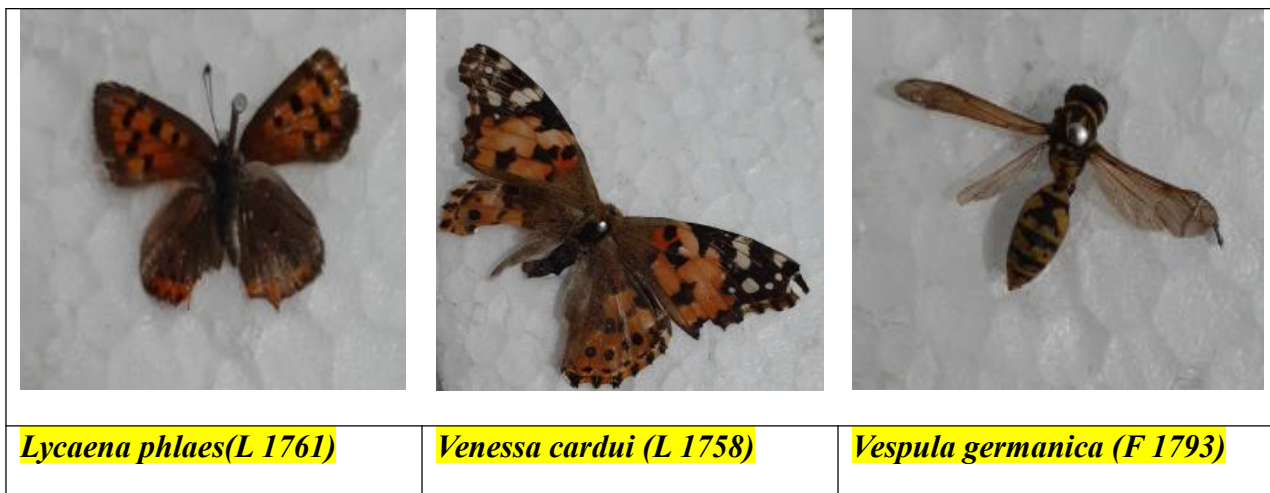 Lycaena phlaes(L 1761)
Venessa cardui (L 1758)
Vespula germanica (F 1793)